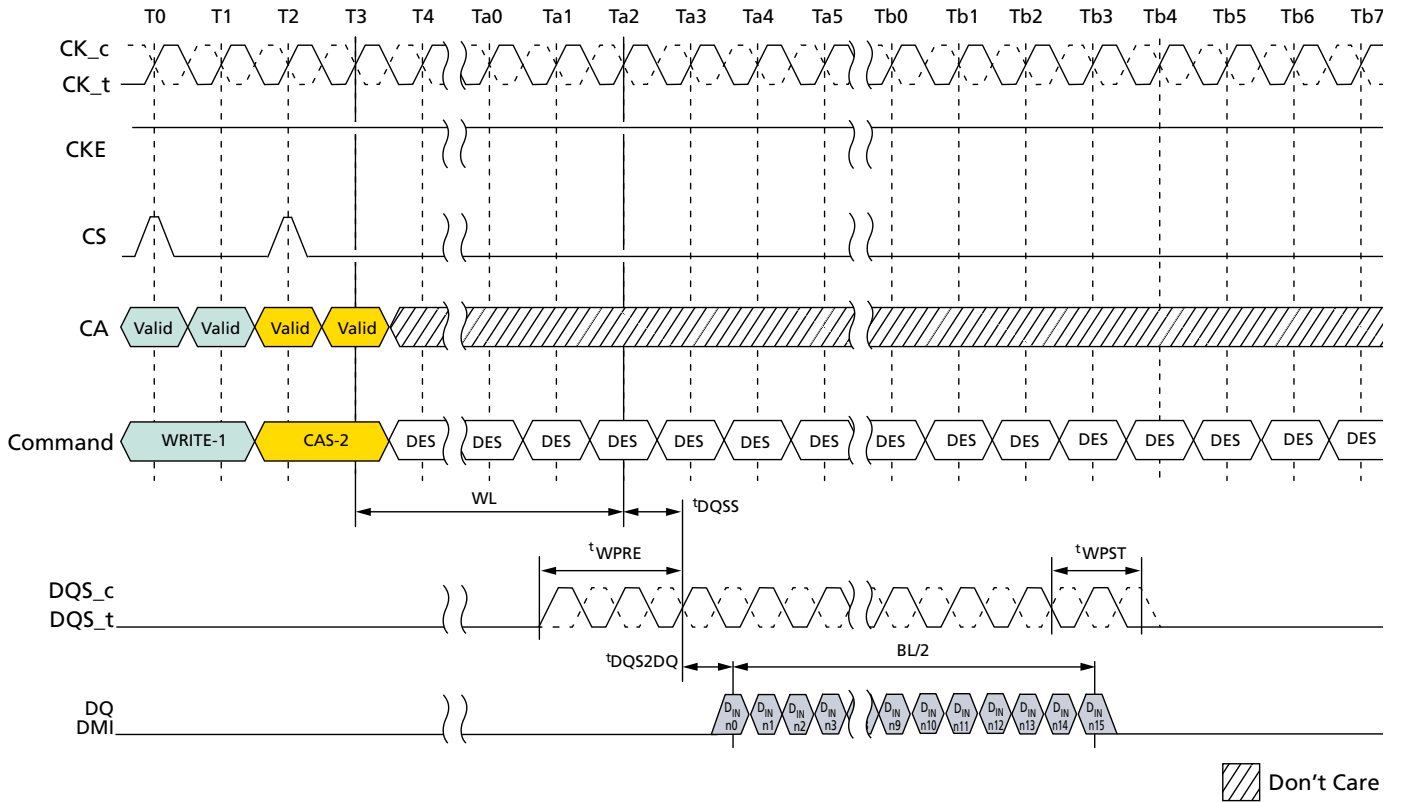 T0 T1 T2 T3 T4 Ta0 Ta1 Ta2 Ta3 Ta4 Ta5 Tb0 Tb1 Tb2 Tb3 Tb4 Tb5 Tb6 Tb7
CK_c
CK_t
CKE
CS
CA Valid Valid Valid Valid
Command WRITE-1 CAS-2 DES DES DES DES DES DES DES DES DES DES DES DES DES DES DES
WL tDQSS
tWPRE tWPST
DQS_c
DQS_t
tDQS2DQ BL/2
DQ DIN DIN DIN DIN DIN DIN DIN DIN DIN DIN DIN
DMI n0 n1 n2 n3 n9 n10 n11 n12 n13 n14 n15
Don't Care